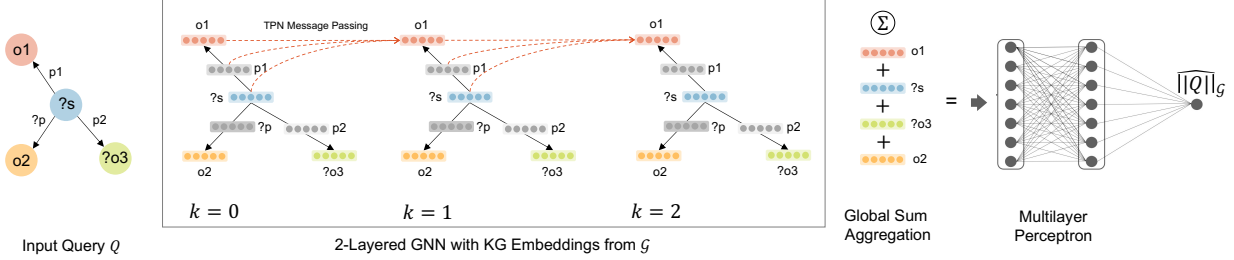 o1
p1
?s
?p
p2
o2
?o3
Input Query Q
TPN Message Passing
o1
p1
?s
?p
p2
o2
?o3
k = 0
o1
p1
?s
?p
p2
o2
?o3
k = 1
o1
p1
?s
?p
p2
o2
?o3
k = 2
2-Layered GNN with KG Embeddings from 𝒢
Σ
o1
+
?s
+
?o3
+
o2
=
Global Sum
Aggregation
Multilayer
Perceptron
||Q̂||𝒢